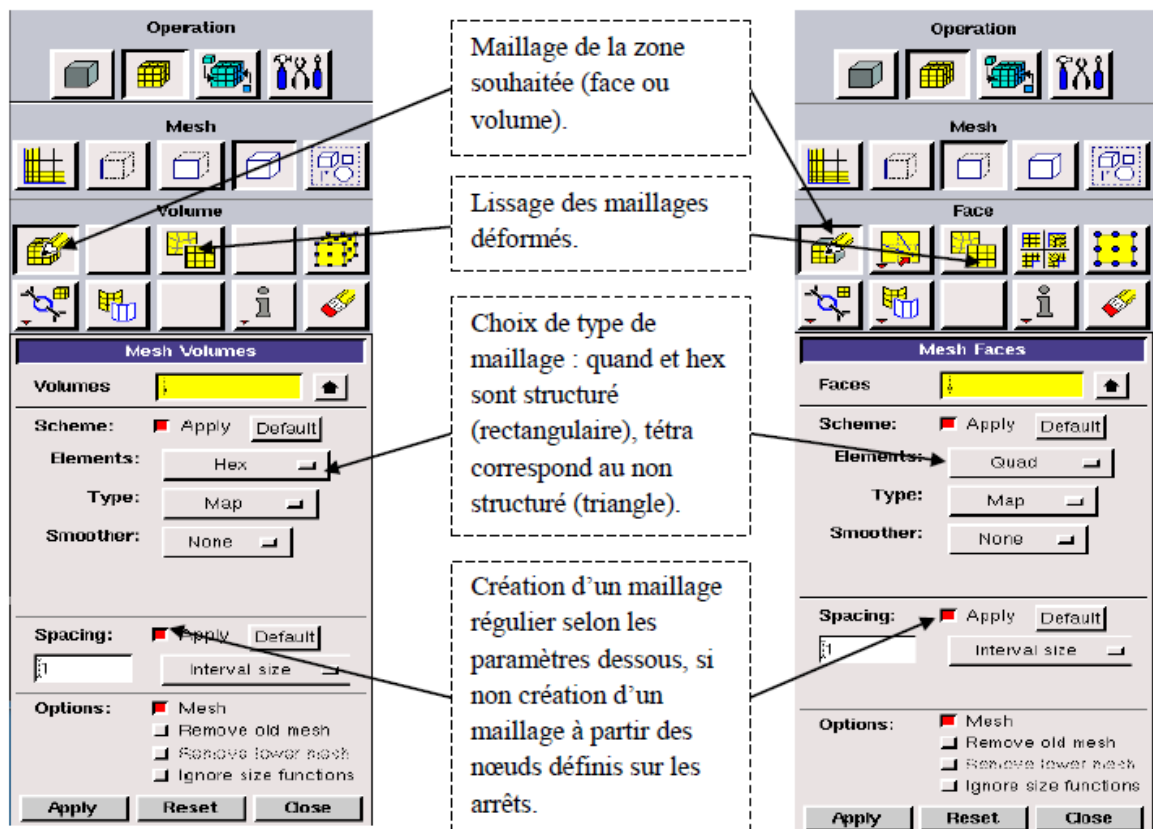 Operation
Mesh
Volume
Mesh Volumes
Volumes
Scheme: Apply Default
Elements: Hex
Type: Map
Smoother: None
Spacing: Apply Default
1 Interval size
Options: Mesh
Remove old mesh
Remove lower mesh
Ignore size functions
Apply Reset Close
Maillage de la zone
souhaitée (face ou
volume).
Lissage des maillages
déformés.
Choix de type de
maillage : quand et hex
sont structuré
(rectangulaire), tétra
correspond au non
structuré (triangle).
Création d’un maillage
régulier selon les
paramètres dessous, si
non création d’un
maillage à partir des
nœuds définis sur les
arrêts.
Operation
Mesh
Face
Mesh Faces
Faces
Scheme: Apply Default
Elements: Quad
Type: Map
Smoother: None
Spacing: Apply Default
1 Interval size
Options: Mesh
Remove old mesh
Remove lower mesh
Ignore size functions
Apply Reset Close